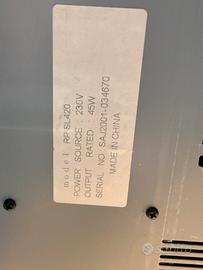 model RP SL420
POWER SOURCE : 230V
OUTPUT RATED : 45W
SERIAL NO: SAJ2001-034670
MADE IN CHINA